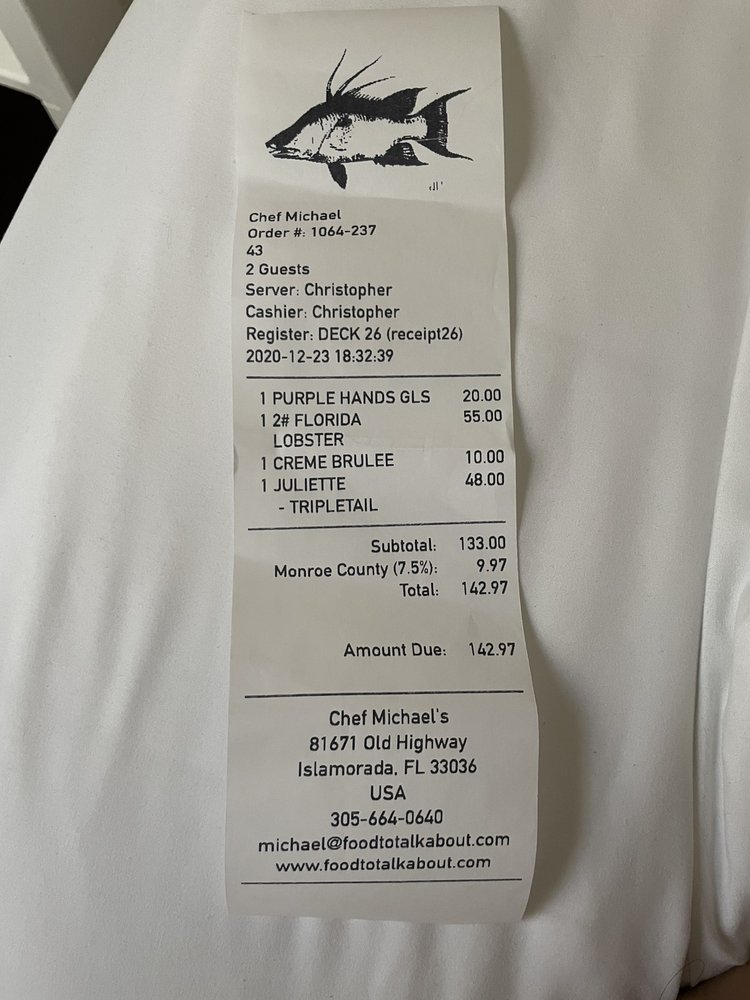 Chef Michael
Order #: 1064-237
43
2 Guests
Server: Christopher
Cashier: Christopher
Register: DECK 26 (receipt26)
2020-12-23 18:32:39
1 PURPLE HANDS GLS 20.00
1 2# FLORIDA 55.00
LOBSTER
1 CREME BRULEE 10.00
1 JULIETTE 48.00
- TRIPLETAIL
Subtotal: 133.00
Monroe County (7.5%): 9.97
Total: 142.97
Amount Due: 142.97
Chef Michael's
81671 Old Highway
Islamorada, FL 33036
USA
305-664-0640
michael@foodtotalkabout.com
www.foodtotalkabout.com